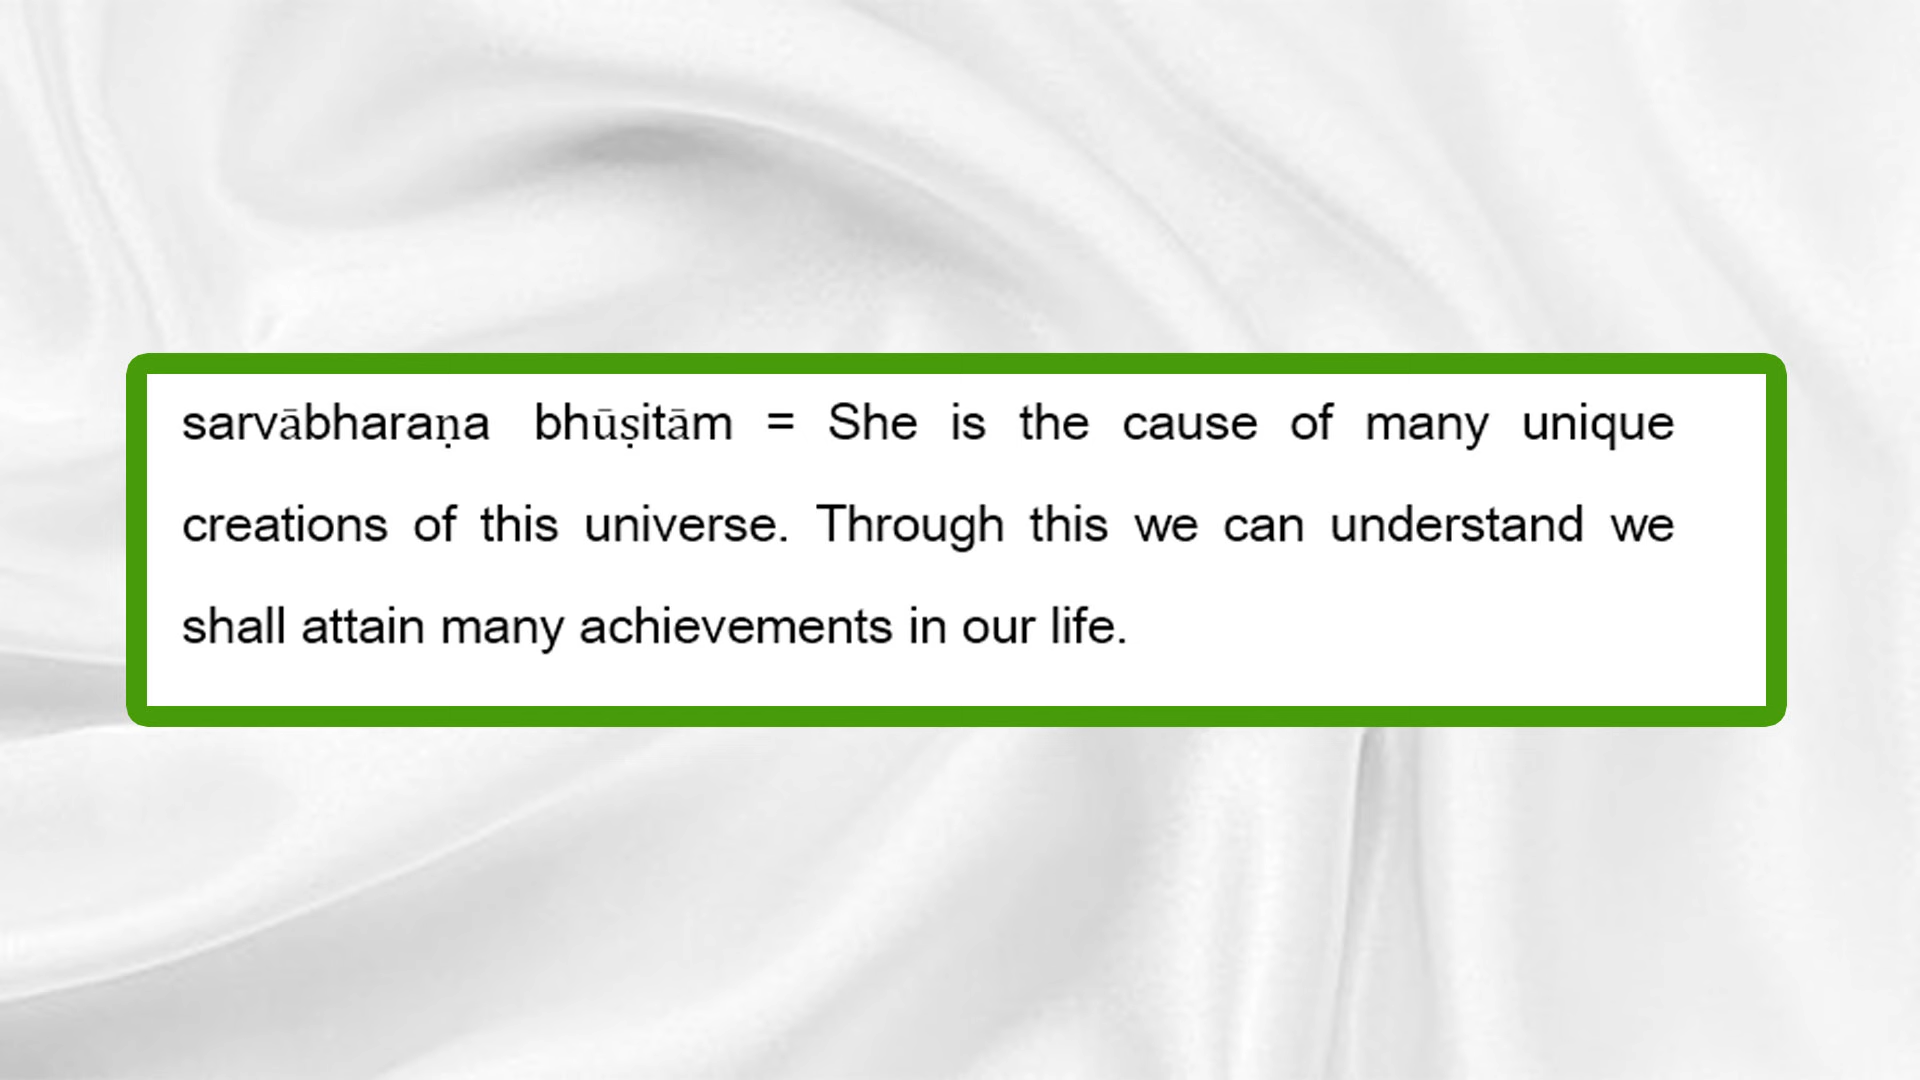 sarvābharaṇa bhūṣitām = She is the cause of many unique
creations of this universe. Through this we can understand we
shall attain many achievements in our life.